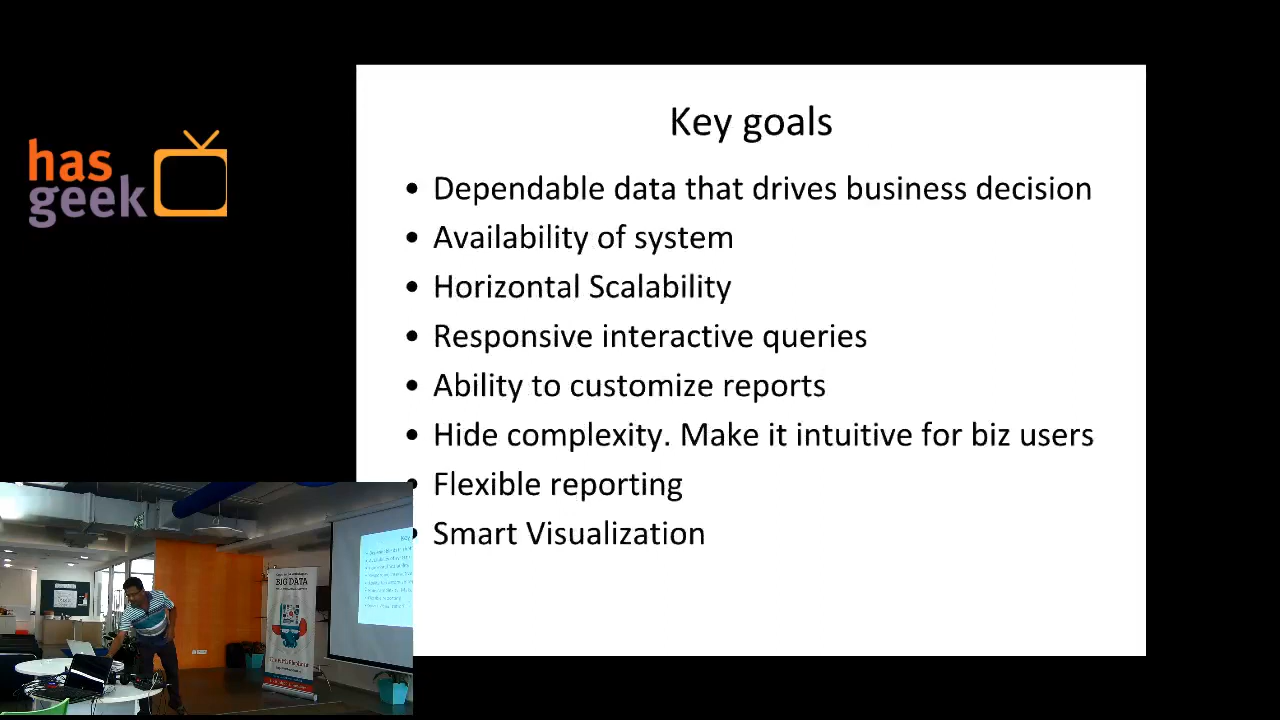 has
geek
Key goals
• Dependable data that drives business decision
• Availability of system
• Horizontal Scalability
• Responsive interactive queries
• Ability to customize reports
• Hide complexity. Make it intuitive for biz users
• Flexible reporting
• Smart Visualization
BIG DATA